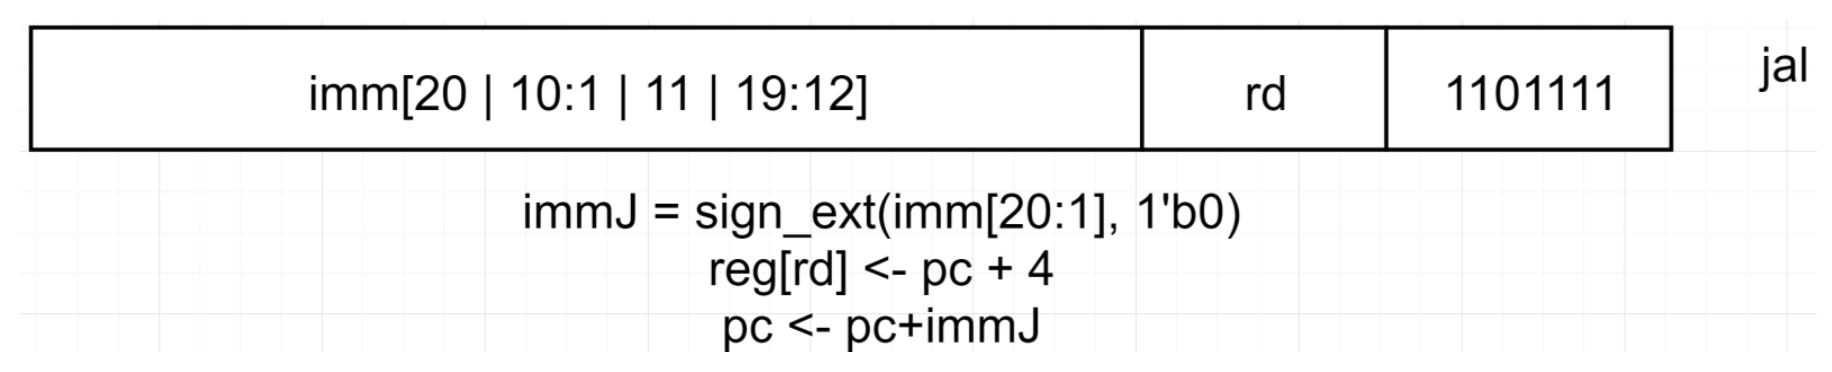 imm[20 | 10:1 | 11 | 19:12] rd 1101111 jal
immJ = sign_ext(imm[20:1], 1'b0)
reg[rd] <- pc + 4
pc <- pc+immJ